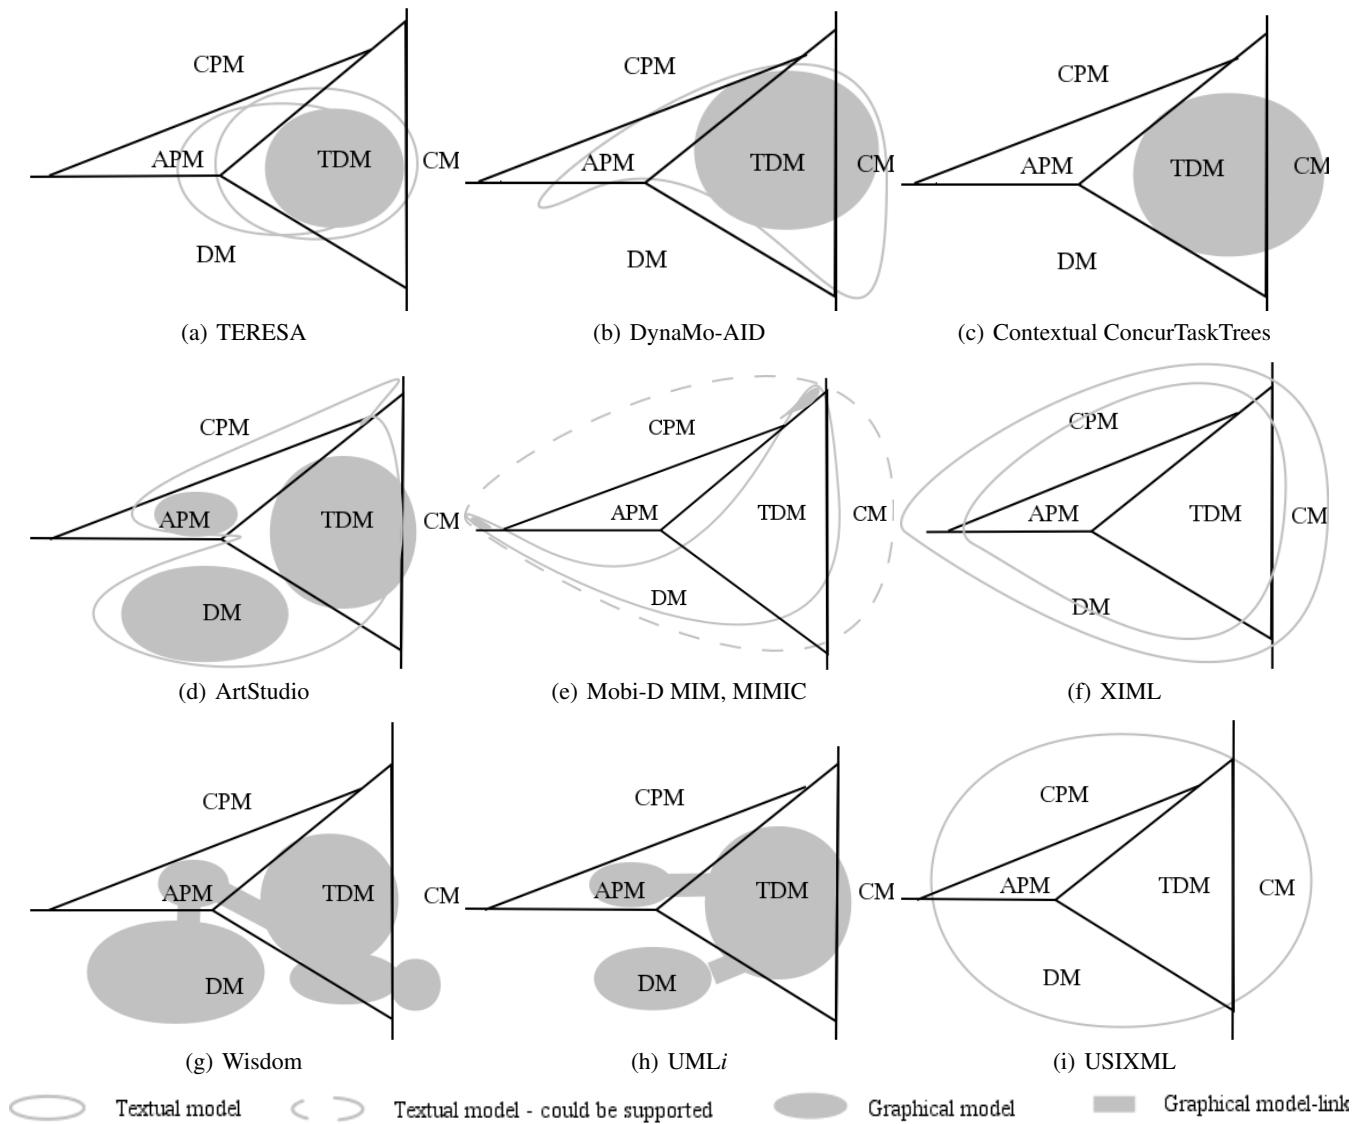 CPM
APM
TDM
CM
DM
(a) TERESA
CPM
APM
TDM
CM
DM
(b) DynaMo-AID
CPM
APM
TDM
CM
DM
(c) Contextual ConcurTaskTrees
CPM
APM
TDM
CM
DM
(d) ArtStudio
CPM
APM
TDM
CM
DM
(e) Mobi-D MIM, MIMIC
CPM
APM
TDM
CM
DM
(f) XIML
CPM
APM
TDM
CM
DM
(g) Wisdom
CPM
APM
TDM
CM
DM
(h) UMLi
CPM
APM
TDM
CM
DM
(i) USIXML
Textual model
Textual model - could be supported
Graphical model
Graphical model-link